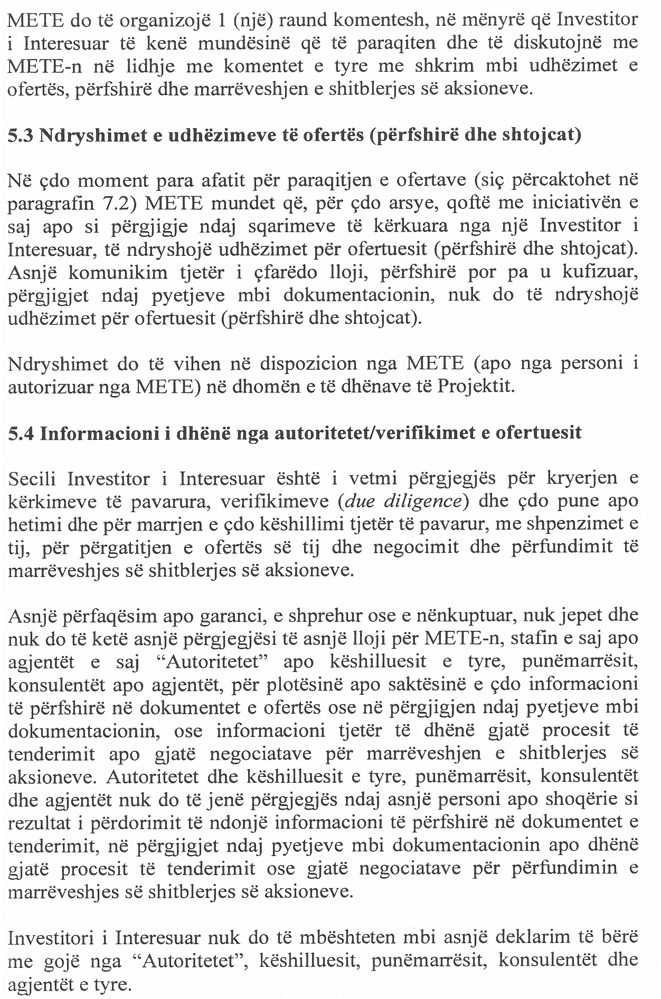 METE do të organizojë 1 (një) raund komentesh, në mënyrë që Investitor
i Interesuar të kenë mundësinë që të paraqiten dhe të diskutojnë me
METE-n në lidhje me komentet e tyre me shkrim mbi udhëzimet e
ofertës, përfshirë dhe marrëveshjen e shitblerjes së aksioneve.
5.3 Ndryshimet e udhëzimeve të ofertës (përfshirë dhe shtojcat)
Në çdo moment para afatit për paraqitjen e ofertave (siç përcaktohet në
paragrafin 7.2) METE mundet që, për çdo arsye, qoftë me iniciativën e
saj apo si përgjigje ndaj sqarimeve të kërkuara nga një Investitor i
Interesuar, të ndryshojë udhëzimet për ofertuesit (përfshirë dhe shtojcat).
Asnjë komunikim tjetër i çfarëdo lloji, përfshirë por pa u kufizuar,
përgjigjet ndaj pyetjeve mbi dokumentacionin, nuk do të ndryshojë
udhëzimet për ofertuesit (përfshirë dhe shtojcat).
Ndryshimet do të vihen në dispozicion nga METE (apo nga personi i
autorizuar nga METE) në dhomën e të dhënave të Projektit.
5.4 Informacioni i dhënë nga autoritetet/verifikimet e ofertuesit
Secili Investitor i Interesuar është i vetmi përgjegjës për kryerjen e
kërkimeve të pavarura, verifikimeve (due diligence) dhe çdo pune apo
hetimi dhe për marrjen e çdo këshillimi tjetër të pavarur, me shpenzimet e
tij, për përgatitjen e ofertës së tij dhe negocimit dhe përfundimit të
marrëveshjes së shitblerjes së aksioneve.
Asnjë përfaqësim apo garanci, e shprehur ose e nënkuptuar, nuk jepet dhe
nuk do të ketë asnjë përgjegjësi të asnjë lloji për METE-n, stafin e saj apo
agjentët e saj “Autoritetet” apo këshilluesit e tyre, punëmarrësit,
konsulentët apo agjentët, për plotësinë apo saktësinë e çdo informacioni
të përfshirë në dokumentet e ofertës ose në përgjigjen ndaj pyetjeve mbi
dokumentacionin, ose informacioni tjetër të dhënë gjatë procesit të
tenderimit apo gjatë negociatave për marrëveshjen e shitblerjes së
aksioneve. Autoritetet dhe këshilluesit e tyre, punëmarrësit, konsulentët
dhe agjentët nuk do të jenë përgjegjës ndaj asnjë personi apo shoqërie si
rezultat i përdorimit të ndonjë informacioni të përfshirë në dokumentet e
tenderimit, në përgjigjet ndaj pyetjeve mbi dokumentacionin apo dhënë
gjatë procesit të tenderimit ose gjatë negociatave për përfundimin e
marrëveshjes së shitblerjes së aksioneve.
Investitori i Interesuar nuk do të mbështeten mbi asnjë deklarim të bërë
me gojë nga “Autoritetet”, këshilluesit, punëmarrësit, konsulentët dhe
agjentët e tyre.